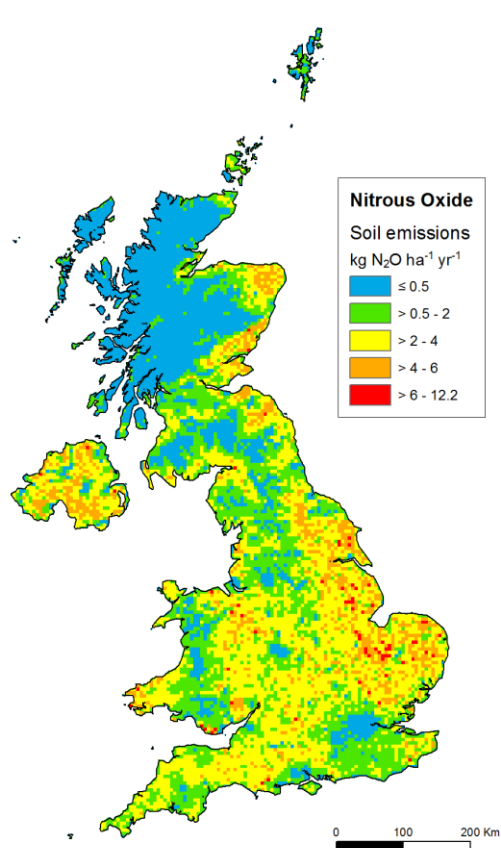 Nitrous Oxide
Soil emissions
kg N₂O ha⁻¹ yr⁻¹
≤ 0.5
> 0.5 - 2
> 2 - 4
> 4 - 6
> 6 - 12.2
0 100 200 Km